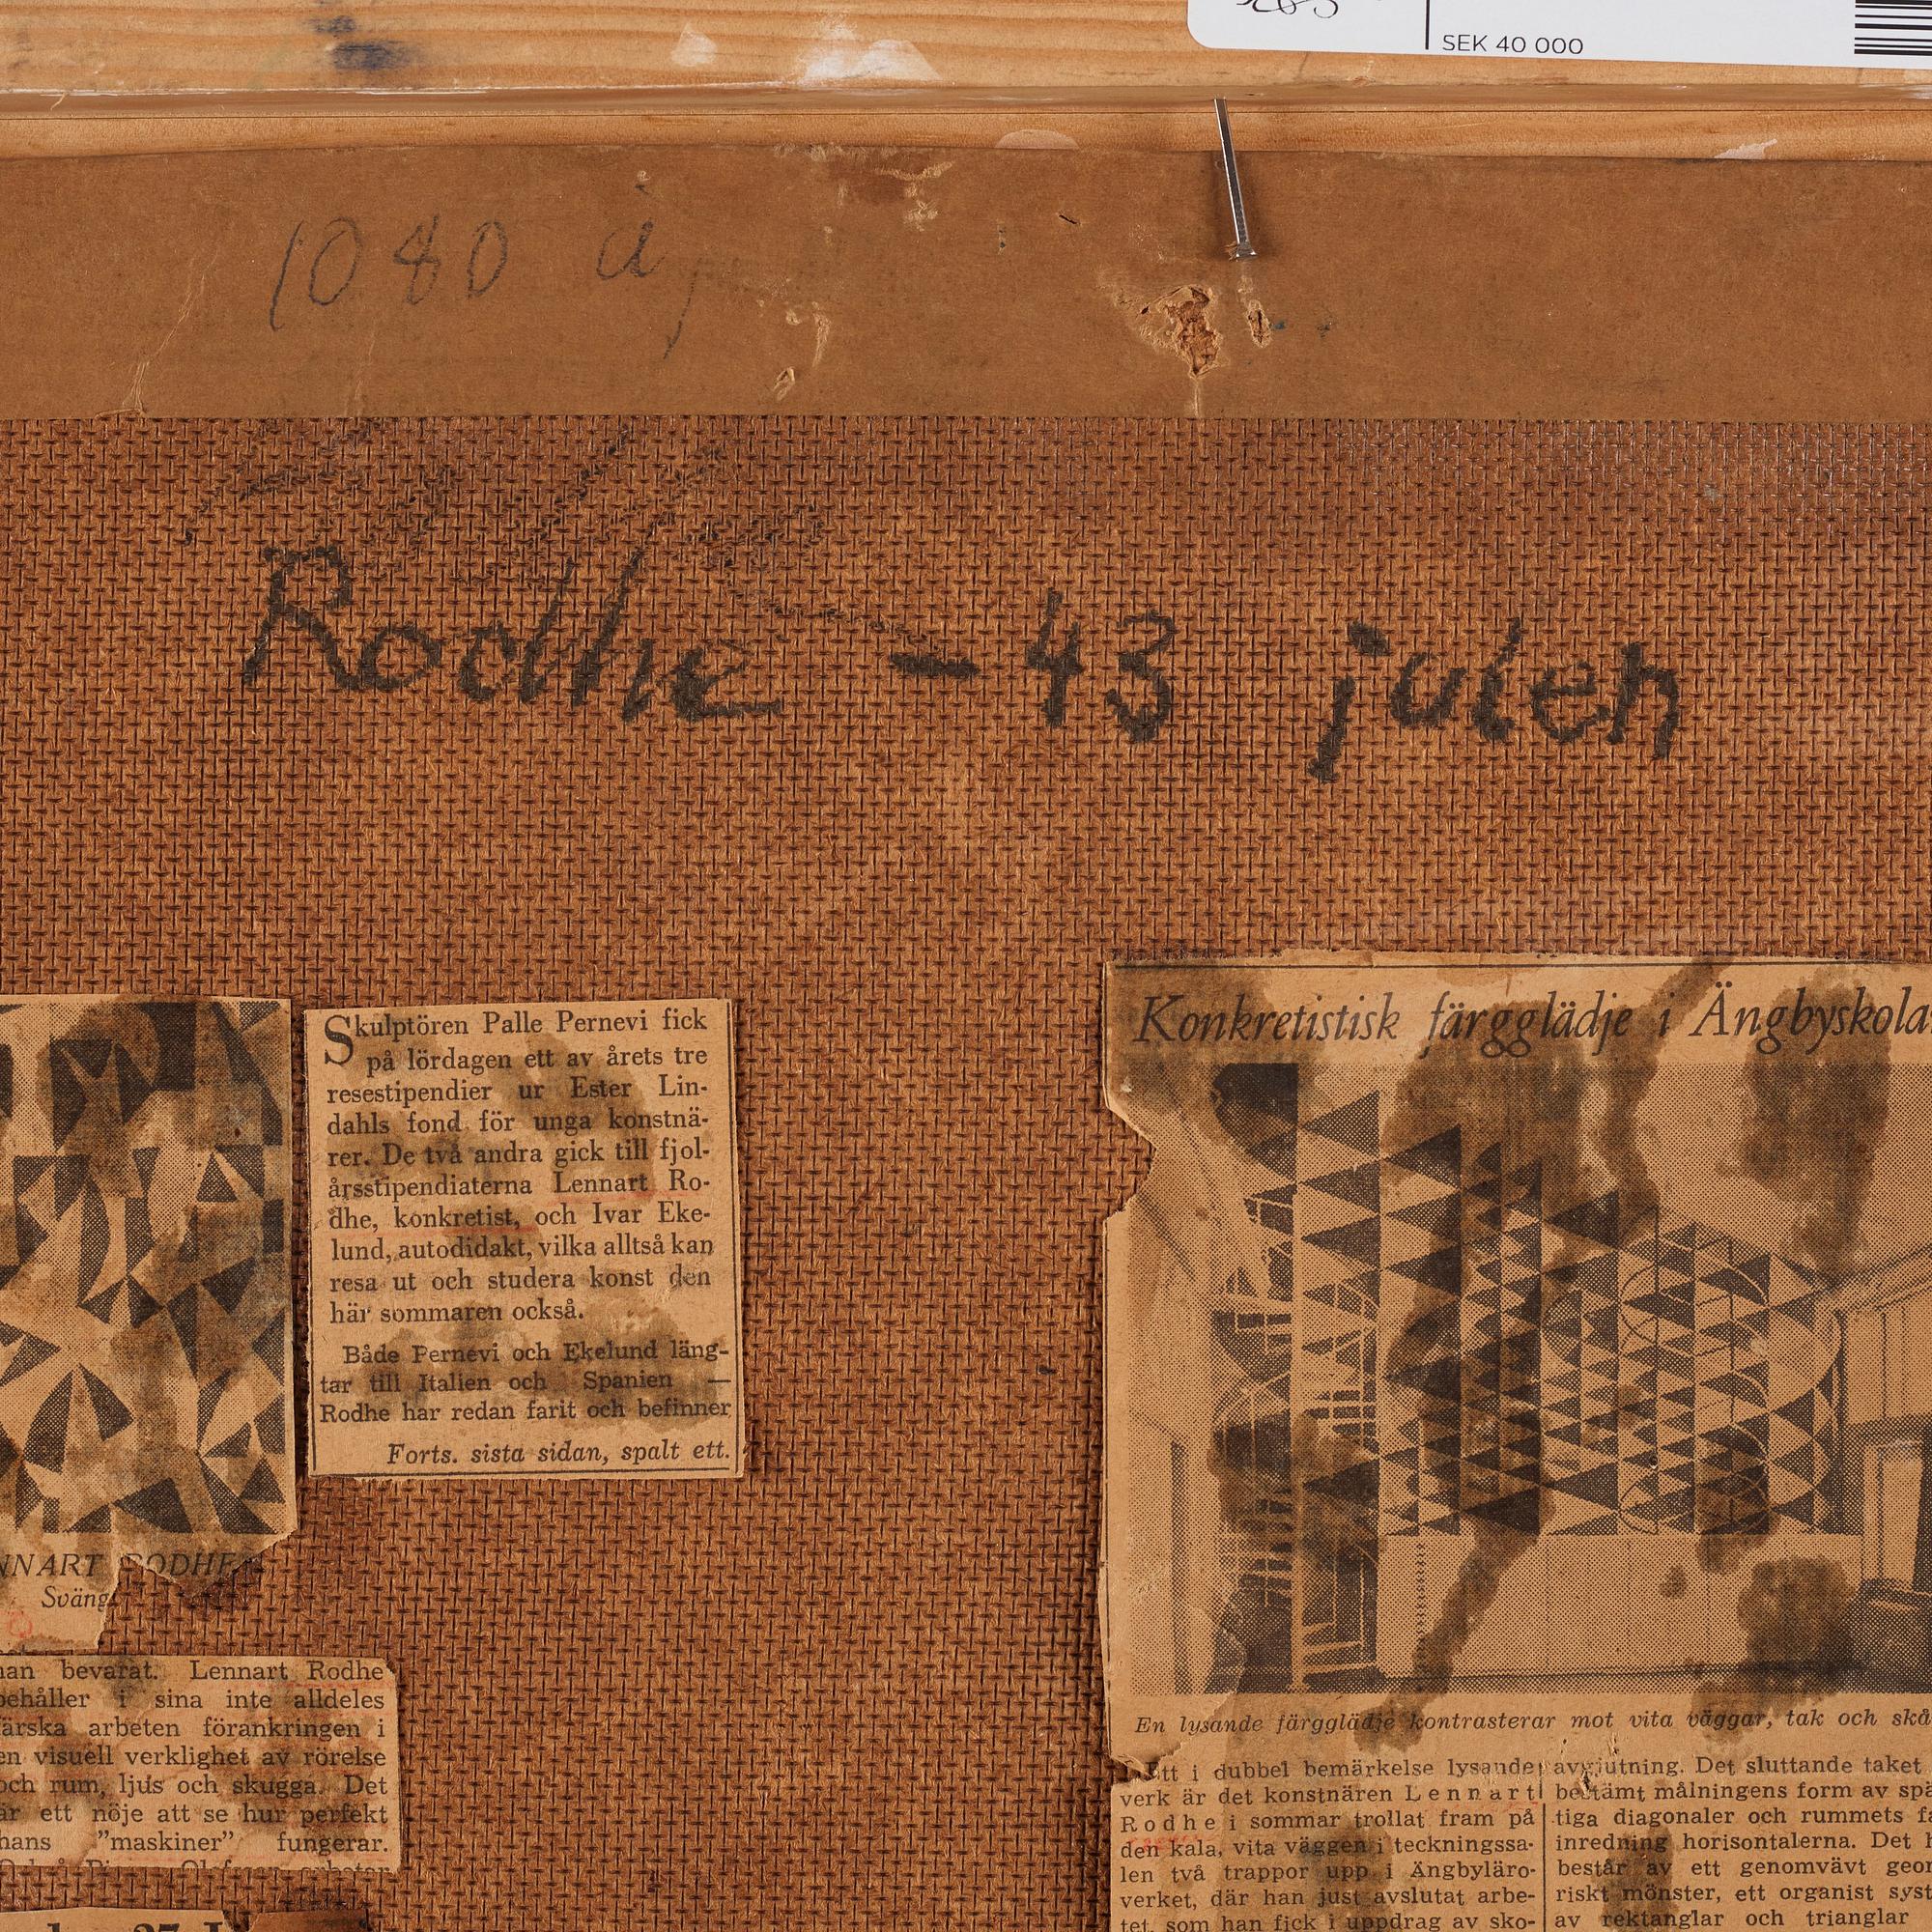 SEK 40 000
1080
Rodhe - 43 julen
Skulptören Palle Pernevi fick
på lördagen ett av årets tre
resestipendier ur Ester Lin-
dahls fond för unga konstnä-
rer. De två andra gick till fjol-
årsstipendiaterna Lennart Ro-
dhe, konkretist, och Ivar Eke-
lund, autodidakt, vilka alltså kan
resa ut och studera konst den
här sommaren också.
Både Pernevi och Ekelund läng-
tar till Italien och Spanien —
Rodhe har redan farit och befinner
Forts. sista sidan, spalt ett.
NNART RODHE
Sväng
han bevarat. Lennart Rodhe
behåller i sina inte alldeles
färska arbeten förankringen i
en visuell verklighet av rörelse
och rum, ljus och skugga. Det
är ett nöje att se hur perfekt
hans ”maskiner” fungerar.
Konkretistisk färgglädje i Ängbyskola
En lysande färgglädje kontrasterar mot vita väggar, tak och skå
Ett i dubbel bemärkelse lysande
verk är det konstnären Lennart
Rodhe i sommar trollat fram på
den kala, vita väggen i teckningssa-
len två trappor upp i Ängbyläro-
verket, där han just avslutat arbe-
tet, som han fick i uppdrag av sko-
avgjutning. Det sluttande taket
bestämt målningens form av spä
tiga diagonaler och rummets fa
inredning horisontalerna. Det h
består av ett genomvävt geom
riskt mönster, ett organist syst
av rektanglar och trianglar